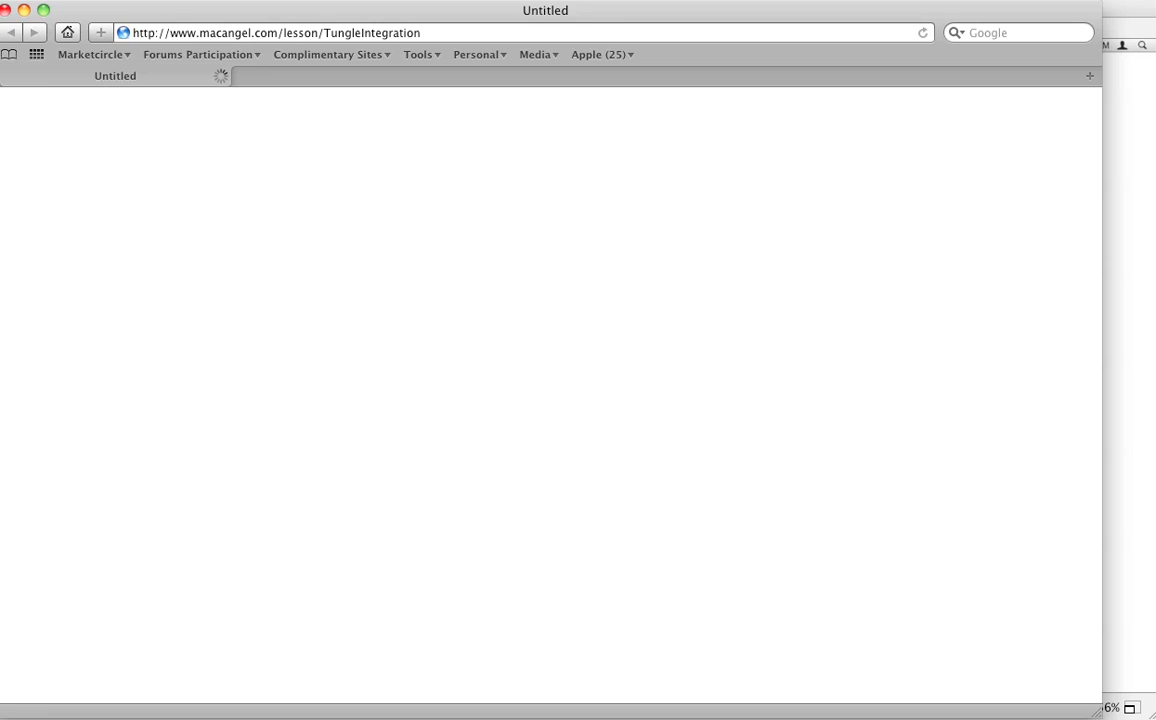 Untitled
http://www.macangel.com/lesson/TungleIntegration
Google
M
Marketcircle Forums Participation Complimentary Sites Tools Personal Media Apple (25)
Untitled
6%